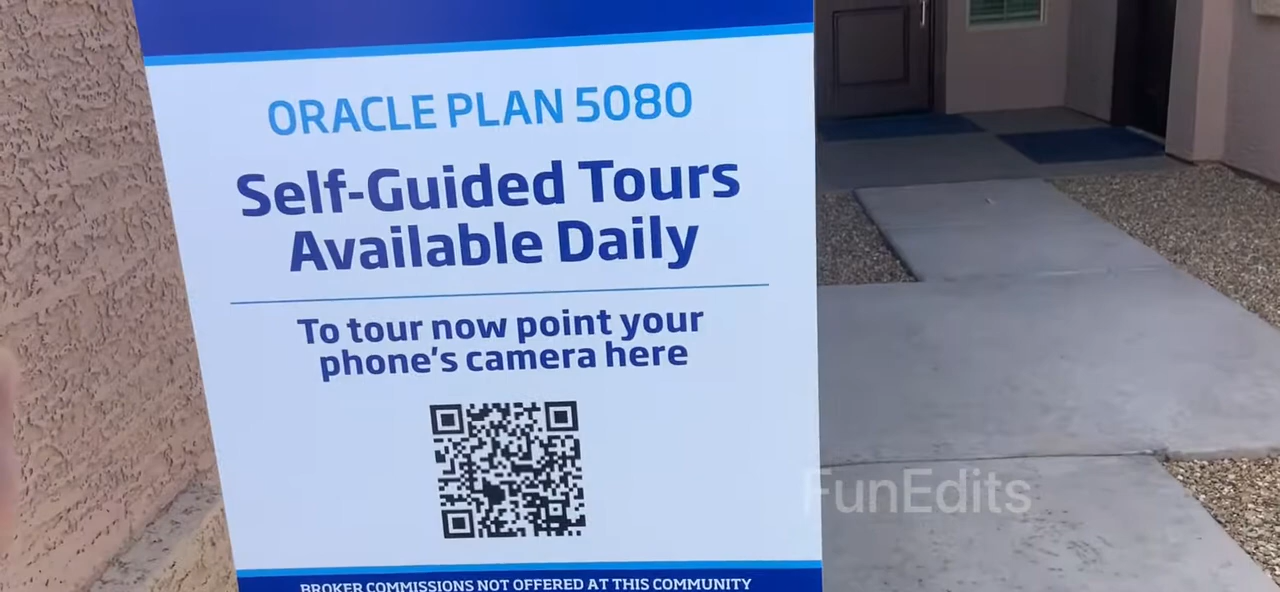 ORACLE PLAN 5080
Self-Guided Tours
Available Daily
To tour now point your
phone's camera here
FunEdits
BROKER COMMISSIONS NOT OFFERED AT THIS COMMUNITY